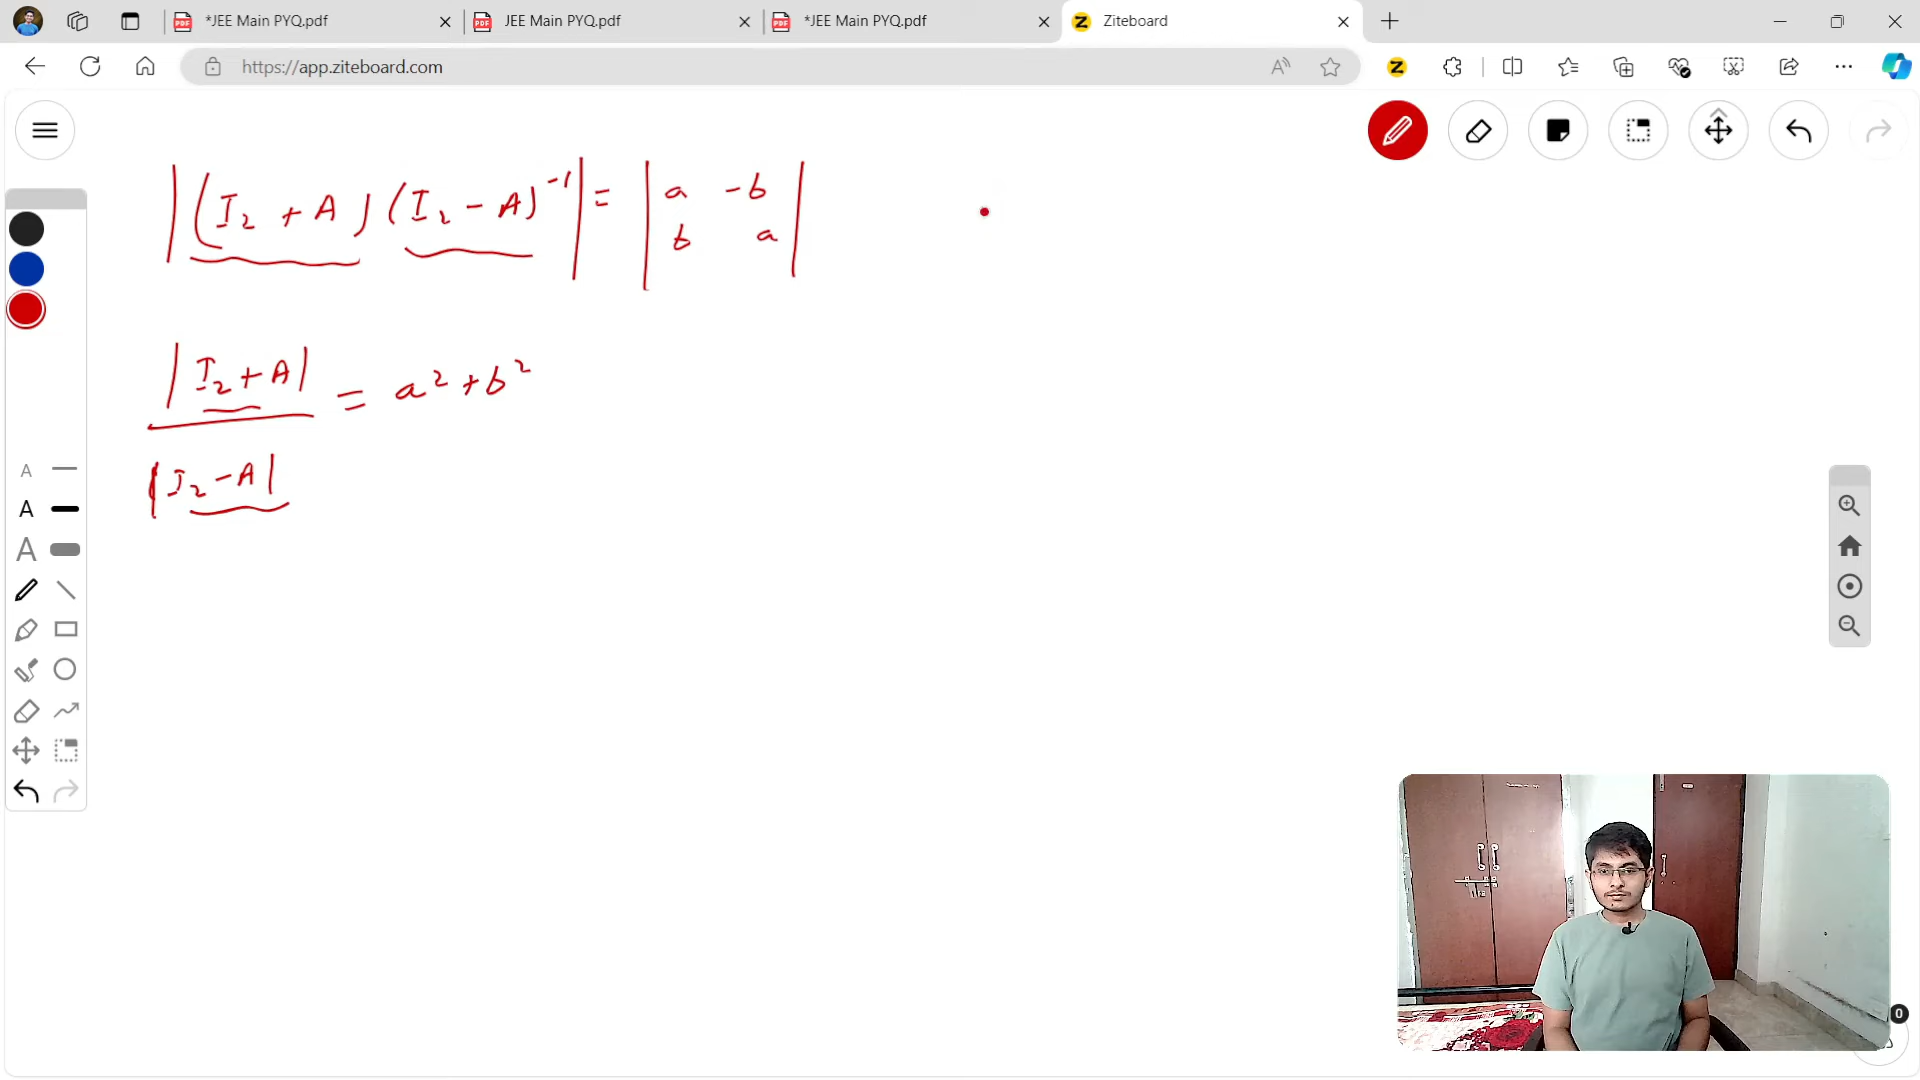 *JEE Main PYQ.pdf JEE Main PYQ.pdf *JEE Main PYQ.pdf Ziteboard
https://app.ziteboard.com
|(I₂ + A)(I₂ - A)⁻¹| = | a -b |
| b a |
|I₂ + A| = a² + b²
|I₂ - A|
A
A
A
0